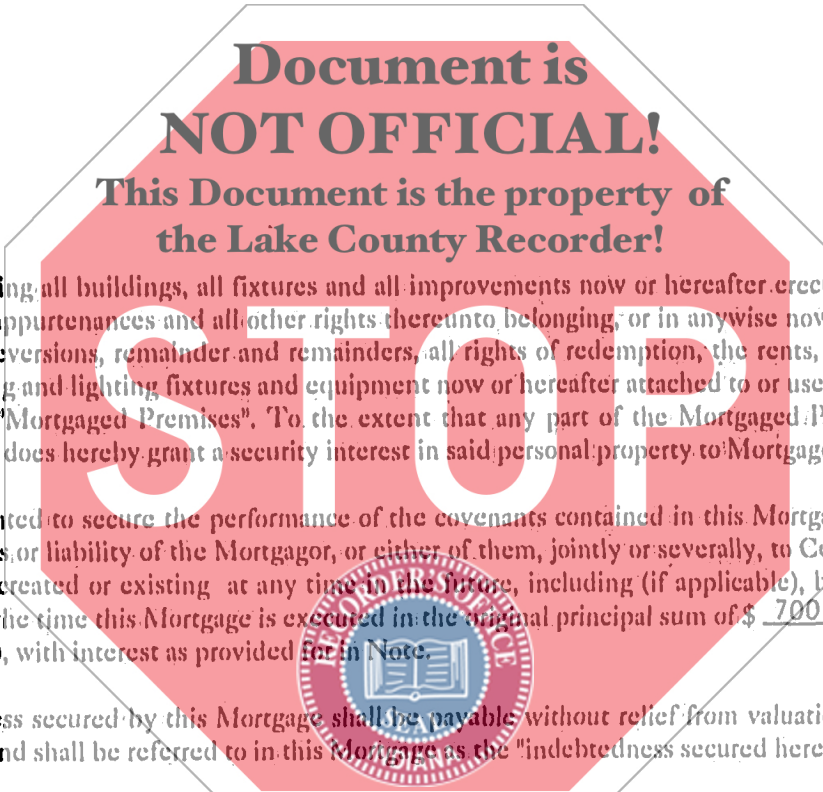 Document is
NOT OFFICIAL!
This Document is the property of
the Lake County Recorder!
ing all buildings, all fixtures and all improvements now or hereafter erec
appurtenances and all other rights thereunto belonging, or in anywise now
eversions, remainder and remainders, all rights of redemption, the rents,
g and lighting fixtures and equipment now or hereafter attached to or use
"Mortgaged Premises". To the extent that any part of the Mortgaged P
does hereby grant a security interest in said personal property to Mortgage
STOP
nted to secure the performance of the covenants contained in this Mortga
s or liability of the Mortgagor, or either of them, jointly or severally, to Co
created or existing at any time in the future, including (if applicable), b
the time this Mortgage is executed in the original principal sum of $ 700
), with interest as provided for in Note.
RECORDER'S OFFICE
SEAL
INDIANA
ss secured by this Mortgage shall be payable without relief from valuati
nd shall be referred to in this Mortgage as the "indebtedness secured here